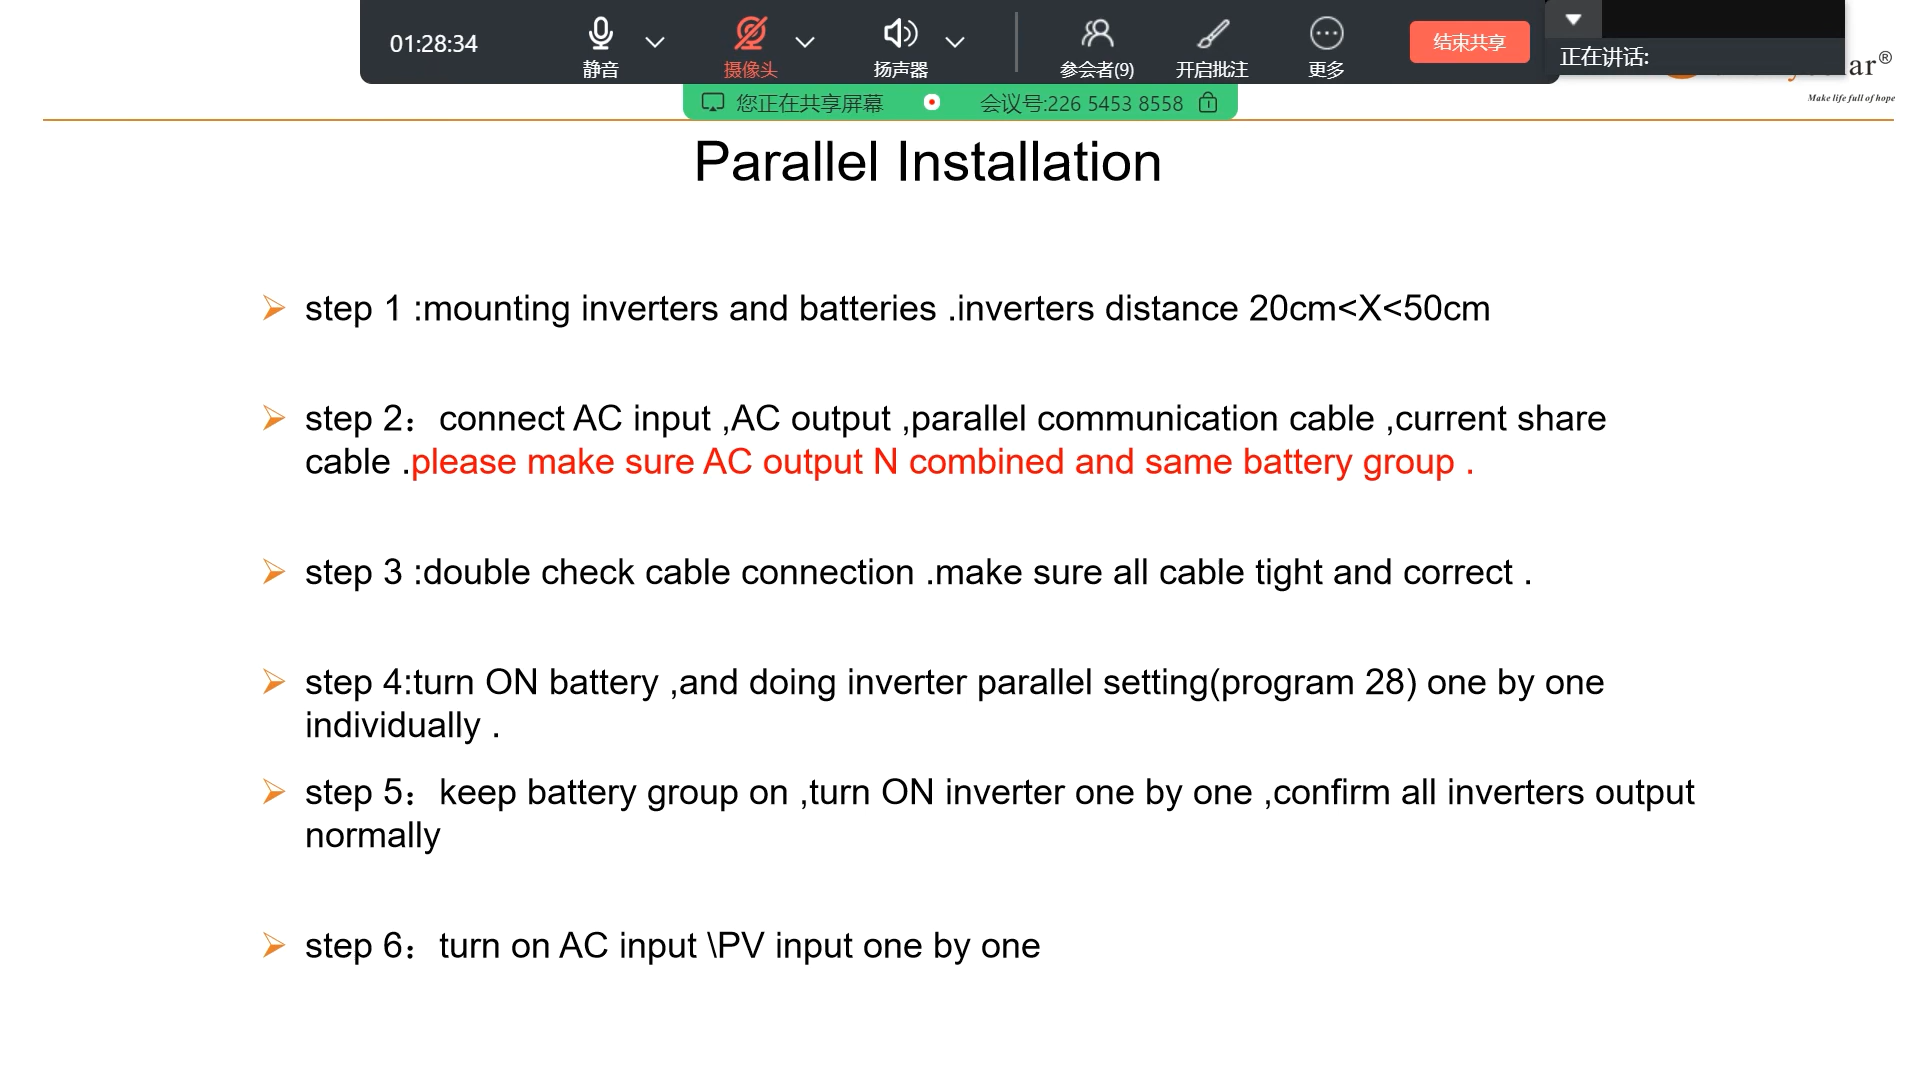 01:28:34
静音
摄像头
扬声器
参会者(9)
开启批注
更多
结束共享
正在讲话:
ar®
Make life full of hope
您正在共享屏幕
会议号:226 5453 8558
Parallel Installation
step 1 :mounting inverters and batteries .inverters distance 20cm<X<50cm
step 2：connect AC input ,AC output ,parallel communication cable ,current share
cable .please make sure AC output N combined and same battery group .
step 3 :double check cable connection .make sure all cable tight and correct .
step 4:turn ON battery ,and doing inverter parallel setting(program 28) one by one
individually .
step 5：keep battery group on ,turn ON inverter one by one ,confirm all inverters output
normally
step 6：turn on AC input \PV input one by one